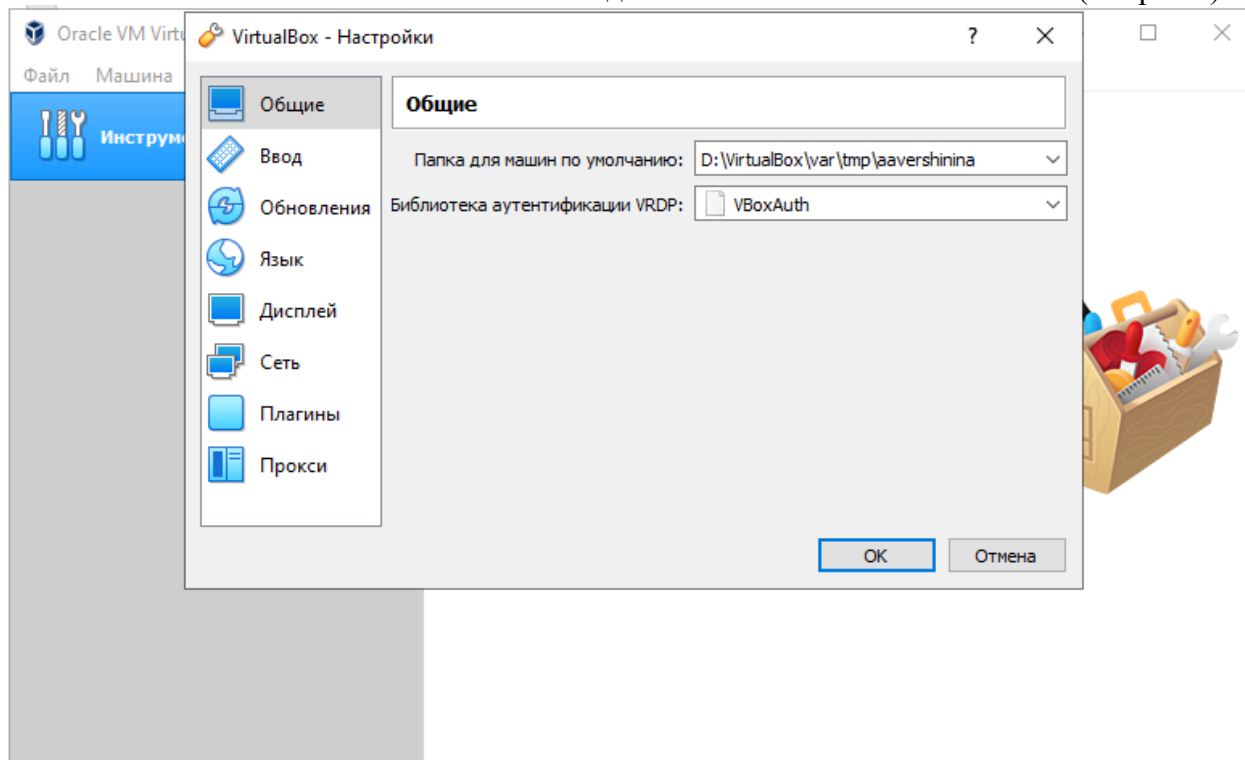 Oracle VM Virt
Файл Машина
Инструм
VirtualBox - Настройки ?
Общие
Ввод
Обновления
Язык
Дисплей
Сеть
Плагины
Прокси
Общие
Папка для машин по умолчанию: D:\VirtualBox\var\tmp\aavershinina
Библиотека аутентификации VRDP: VBoxAuth
OK Отмена